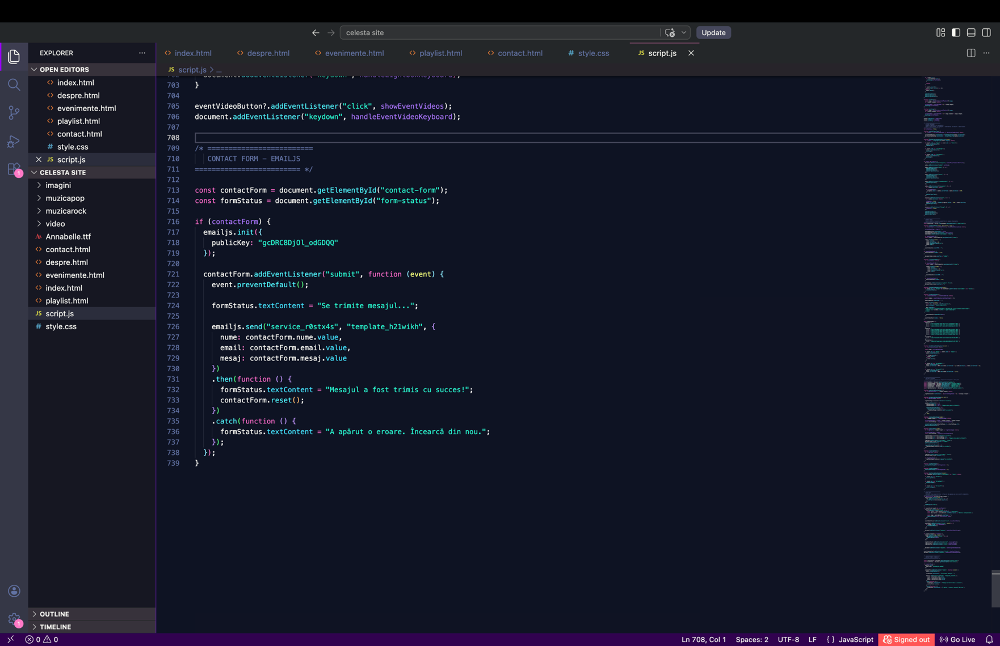 celesta site
Update
EXPLORER
index.html
despre.html
evenimente.html
playlist.html
contact.html
# style.css
JS script.js
OPEN EDITORS
index.html
despre.html
evenimente.html
playlist.html
contact.html
# style.css
JS script.js
CELESTA SITE
imagini
muzicapop
muzicarock
video
Annabelle.ttf
contact.html
despre.html
evenimente.html
index.html
playlist.html
JS script.js
# style.css
OUTLINE
TIMELINE
JS script.js > ...
702 document.addEventListener("keydown", handleLightboxKeyboard);
703 }
704
705 eventVideoButton?.addEventListener("click", showEventVideos);
706 document.addEventListener("keydown", handleEventVideoKeyboard);
707
708
709 /* =========================
710 CONTACT FORM - EMAILJS
711 ========================= */
712
713 const contactForm = document.getElementById("contact-form");
714 const formStatus = document.getElementById("form-status");
715
716 if (contactForm) {
717 emailjs.init({
718 publicKey: "gcDRC8DjOl_odGDQQ"
719 });
720
721 contactForm.addEventListener("submit", function (event) {
722 event.preventDefault();
723
724 formStatus.textContent = "Se trimite mesajul...";
725
726 emailjs.send("service_r0stx4s", "template_h21wikh", {
727 nume: contactForm.nume.value,
728 email: contactForm.email.value,
729 mesaj: contactForm.mesaj.value
730 })
731 .then(function () {
732 formStatus.textContent = "Mesajul a fost trimis cu succes!";
733 contactForm.reset();
734 })
735 .catch(function () {
736 formStatus.textContent = "A apărut o eroare. Încearcă din nou.";
737 });
738 });
739 }
1
1
0 0
Ln 708, Col 1
Spaces: 2
UTF-8
LF
{ } JavaScript
Signed out
Go Live